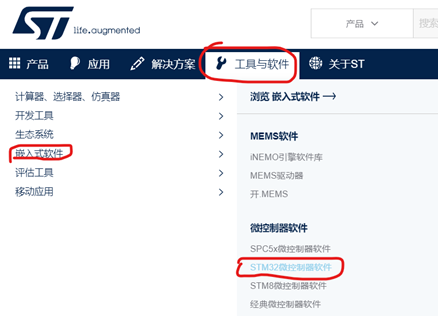 ST
life.augmented
产品
搜索
产品
应用
解决方案
工具与软件
关于ST
计算器、选择器、仿真器
开发工具
生态系统
嵌入式软件
评估工具
移动应用
浏览 嵌入式软件
MEMS软件
iNEMO引擎软件库
MEMS驱动器
开.MEMS
微控制器软件
SPC5x微控制器软件
STM32微控制器软件
STM8微控制器软件
经典微控制器软件